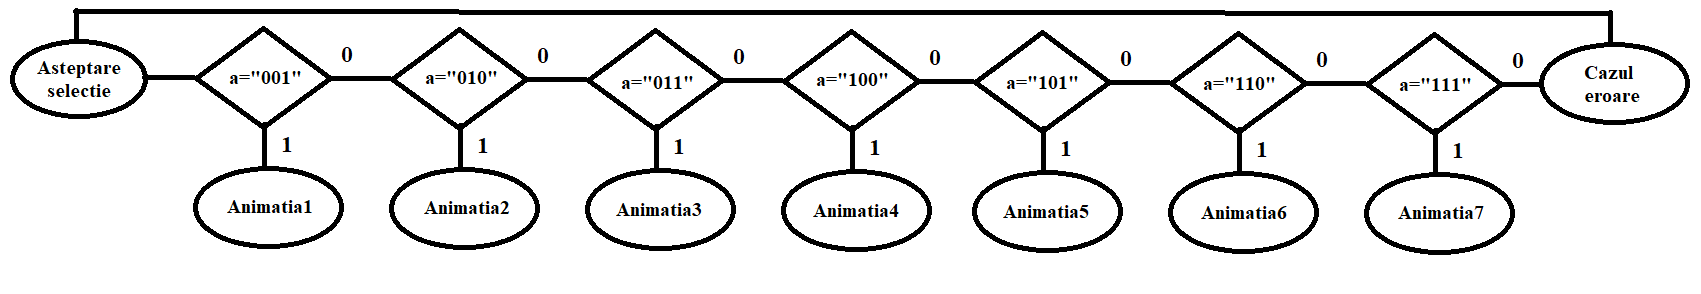 Asteptare
selectie
a="001"
0
a="010"
0
a="011"
0
a="100"
0
a="101"
0
a="110"
0
a="111"
0
Cazul
eroare
1
1
1
1
1
1
1
Animatia1
Animatia2
Animatia3
Animatia4
Animatia5
Animatia6
Animatia7